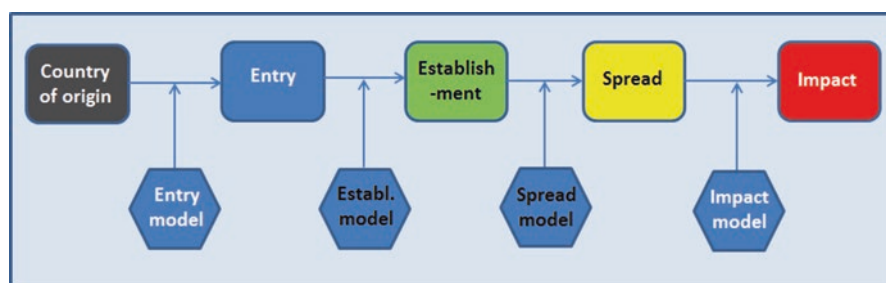 Country
of origin
Entry
Establish
-ment
Spread
Impact
Entry
model
Establ.
model
Spread
model
Impact
model